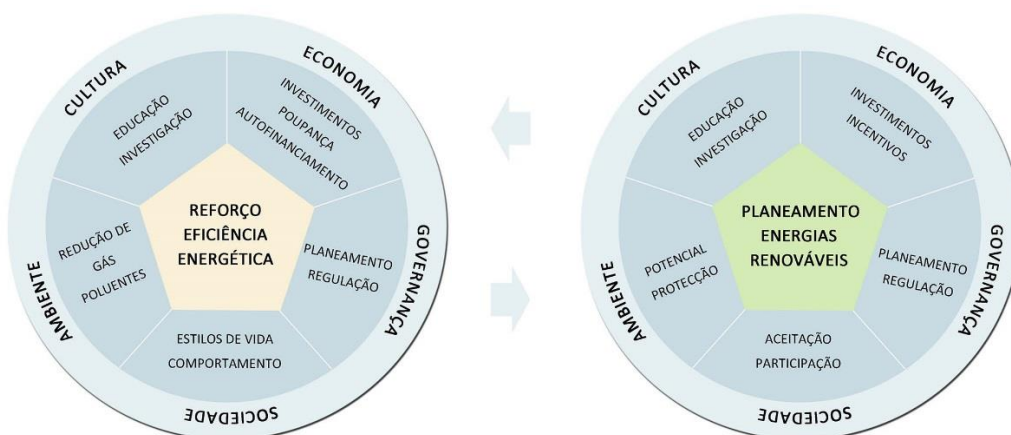 CULTURA
ECONOMIA
GOVERNANÇA
SOCIEDADE
AMBIENTE
EDUCAÇÃO
INVESTIGAÇÃO
INVESTIMENTOS
POUPANÇA
AUTOFINANCIAMENTO
PLANEAMENTO
REGULAÇÃO
ESTILOS DE VIDA
COMPORTAMENTO
REDUÇÃO DE
GÁS
POLUENTES
REFORÇO
EFICIÊNCIA
ENERGÉTICA
CULTURA
ECONOMIA
GOVERNANÇA
SOCIEDADE
AMBIENTE
EDUCAÇÃO
INVESTIGAÇÃO
INVESTIMENTOS
INCENTIVOS
PLANEAMENTO
REGULAÇÃO
ACEITAÇÃO
PARTICIPAÇÃO
POTENCIAL
PROTECÇÃO
PLANEAMENTO
ENERGIAS
RENOVÁVEIS